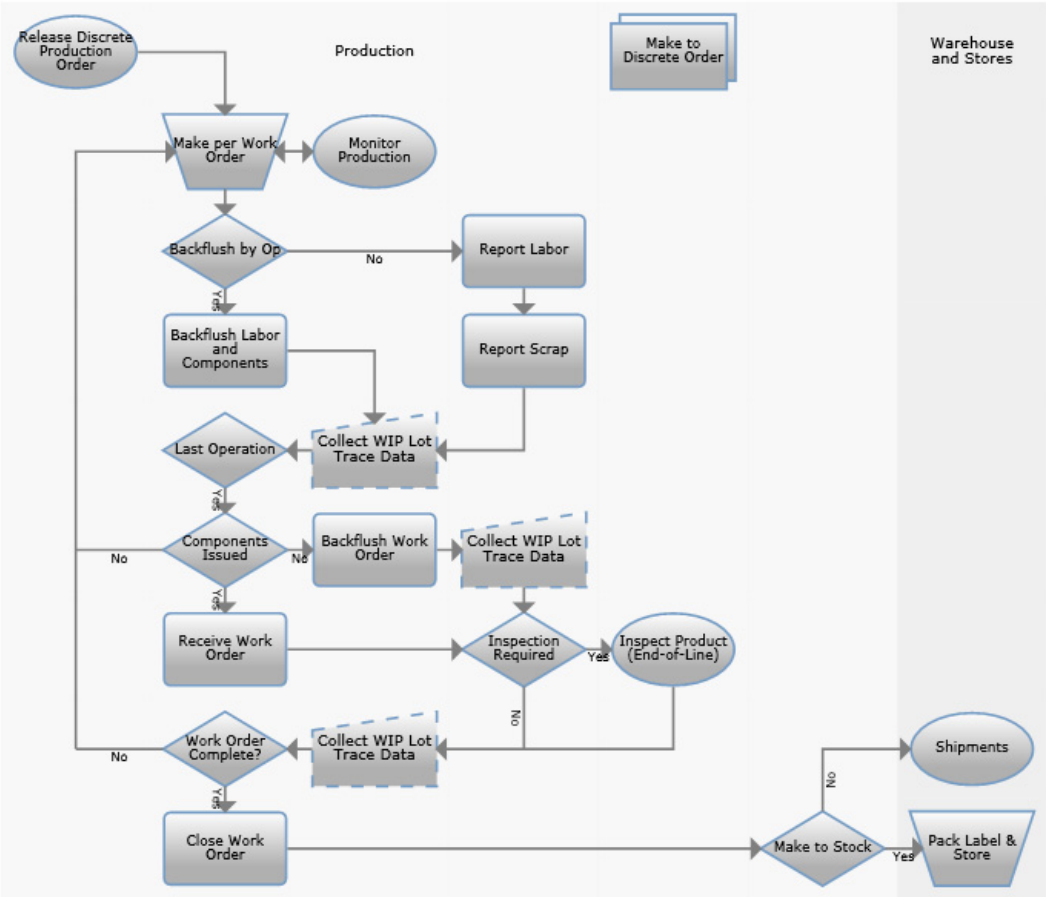 Release Discrete
Production
Order
Production
Make to
Discrete Order
Warehouse
and Stores
Make per Work
Order
Monitor
Production
Backflush by Op
No
Report Labor
Yes
Backflush Labor
and
Components
Report Scrap
Last Operation
Collect WIP Lot
Trace Data
Yes
Components
Issued
No
No
Backflush Work
Order
Collect WIP Lot
Trace Data
Yes
Receive Work
Order
Inspection
Required
Yes
Inspect Product
(End-of-Line)
No
Work Order
Complete?
No
Collect WIP Lot
Trace Data
Shipments
No
Yes
Close Work
Order
Make to Stock
Yes
Pack Label &
Store